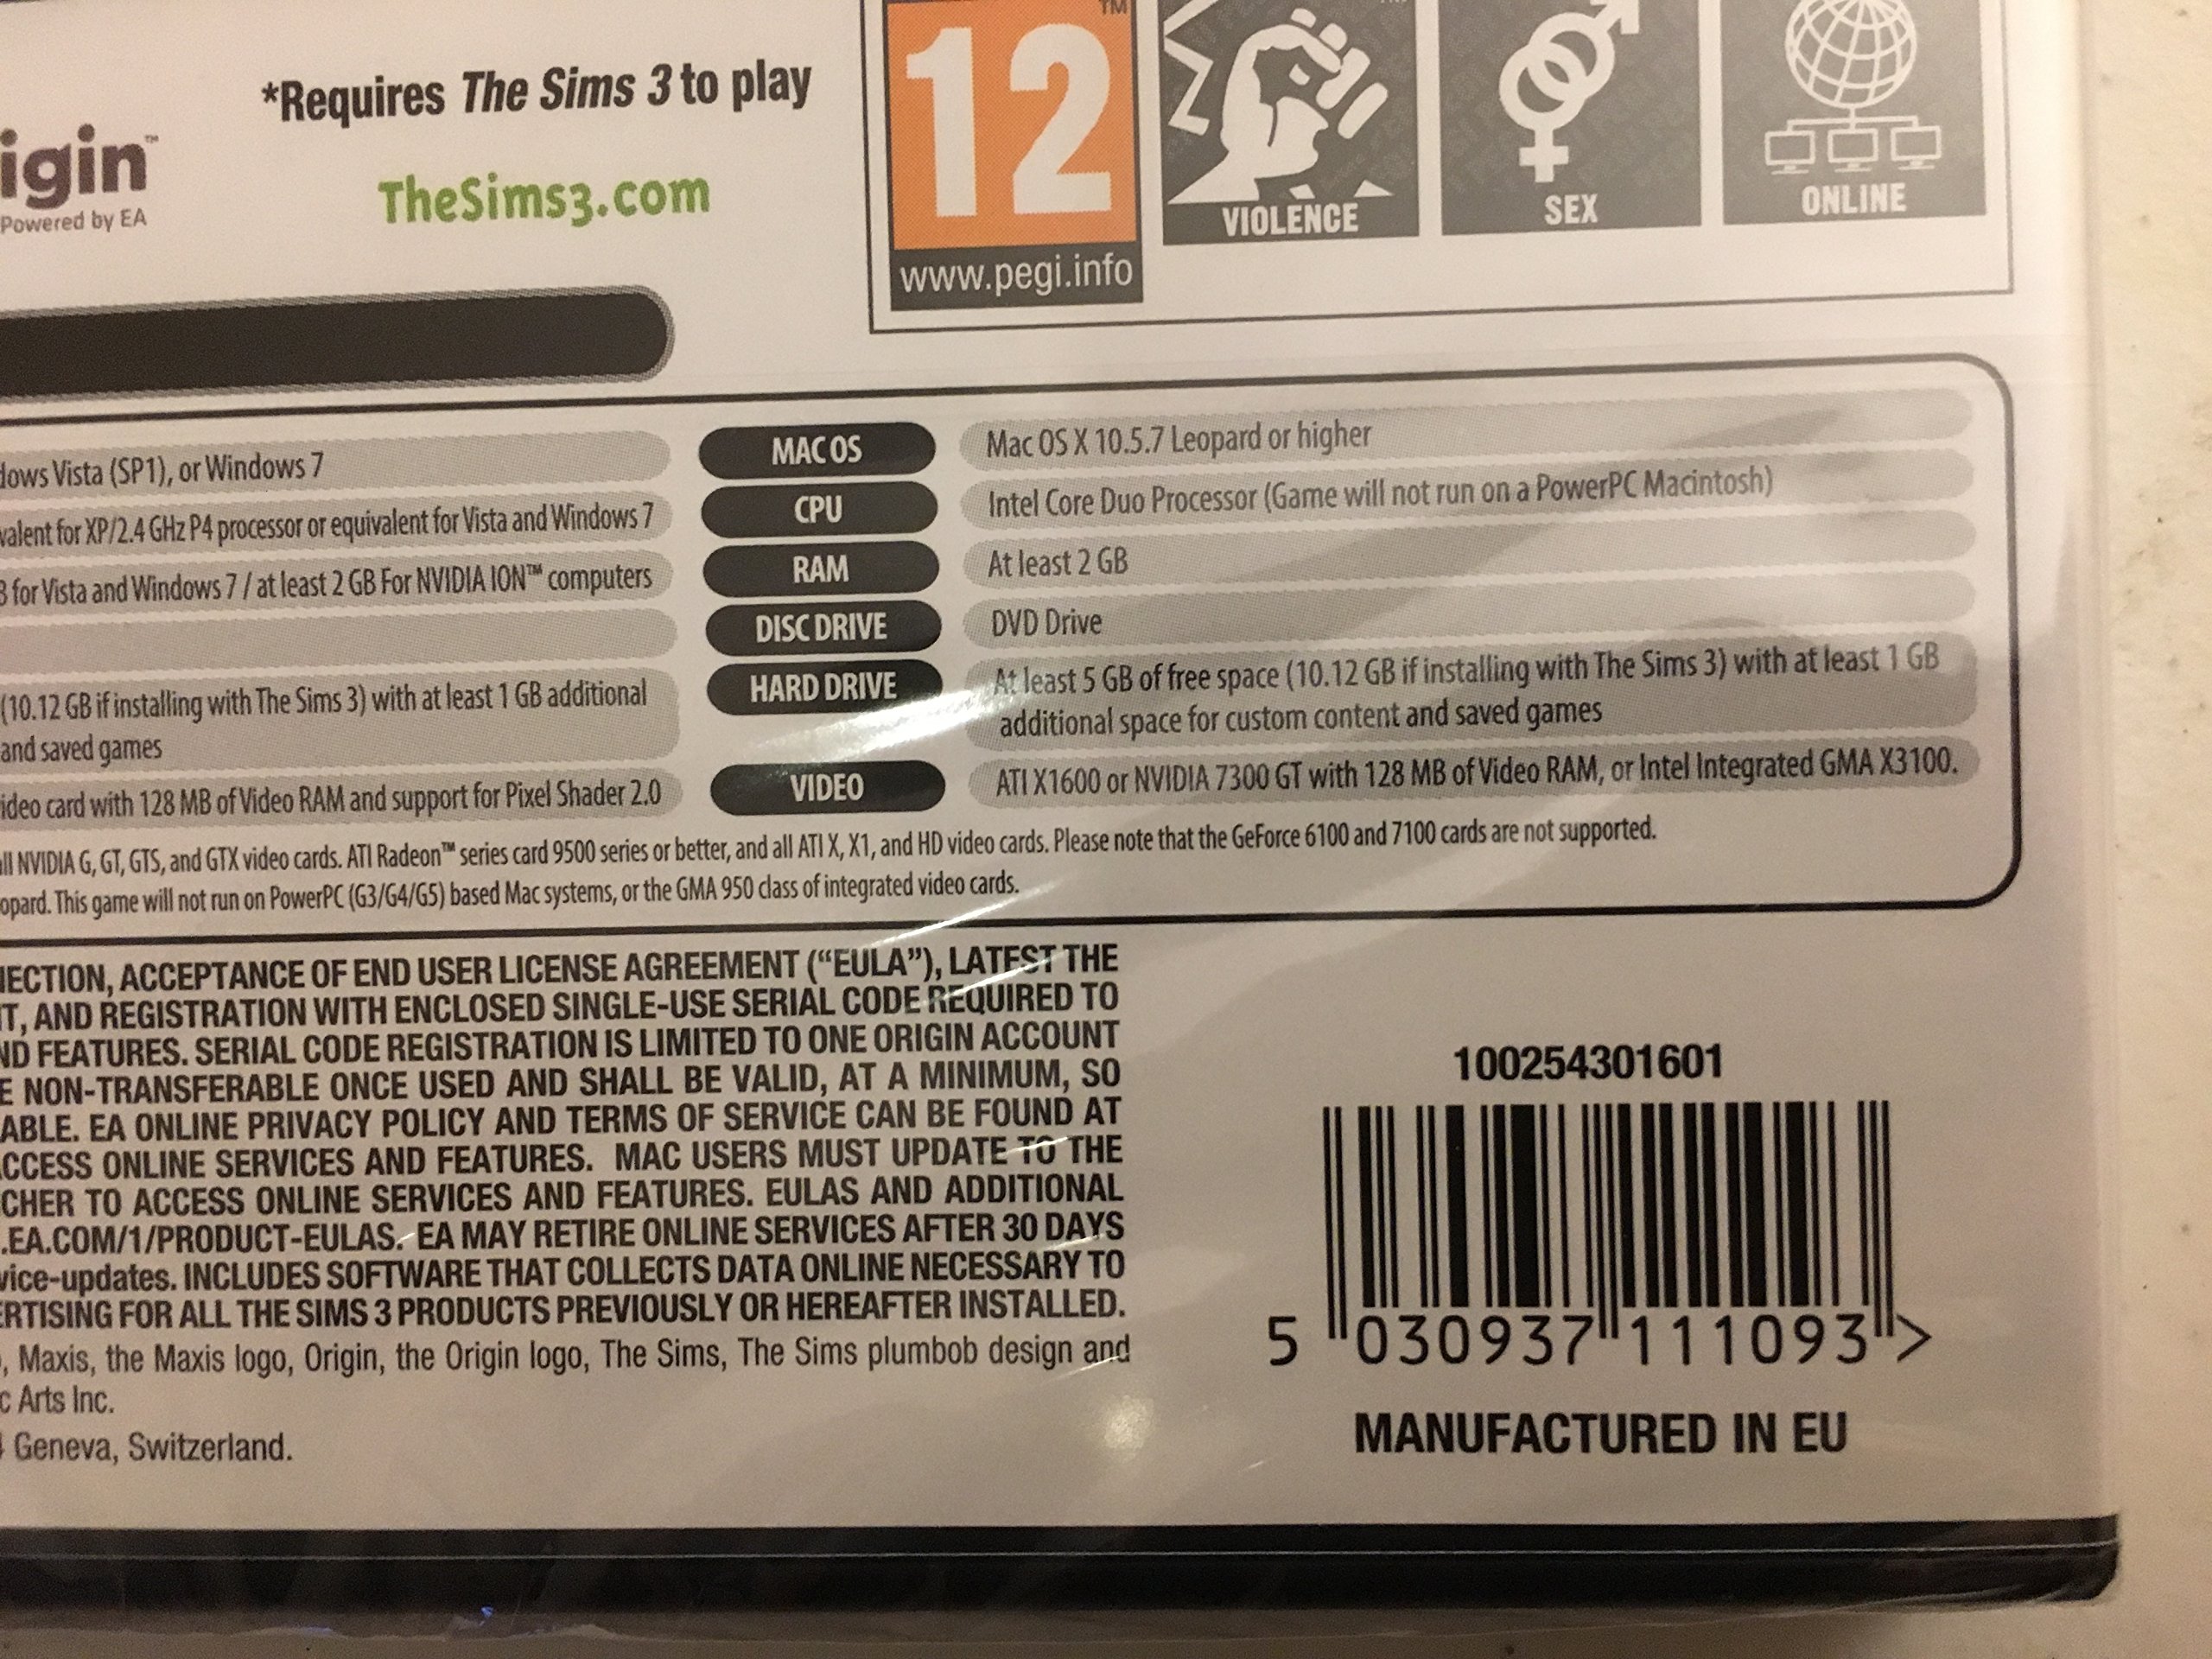 *Requires The Sims 3 to play
igin™
Powered by EA
TheSims3.com
12
™
www.pegi.info
VIOLENCE
SEX
ONLINE
Vista (SP1), or Windows 7
for XP/2.4 GHz P4 processor or equivalent for Vista and Windows 7
for Vista and Windows 7 / at least 2 GB For NVIDIA ION™ computers
(10.12 GB if installing with The Sims 3) with at least 1 GB additional
and saved games
card with 128 MB of Video RAM and support for Pixel Shader 2.0
MAC OS
Mac OS X 10.5.7 Leopard or higher
CPU
Intel Core Duo Processor (Game will not run on a PowerPC Macintosh)
RAM
At least 2 GB
DISC DRIVE
DVD Drive
HARD DRIVE
At least 5 GB of free space (10.12 GB if installing with The Sims 3) with at least 1 GB
additional space for custom content and saved games
VIDEO
ATI X1600 or NVIDIA 7300 GT with 128 MB of Video RAM, or Intel Integrated GMA X3100.
NVIDIA G, GT, GTS, and GTX video cards. ATI Radeon™ series card 9500 series or better, and all ATI X, X1, and HD video cards. Please note that the GeForce 6100 and 7100 cards are not supported.
opard. This game will not run on PowerPC (G3/G4/G5) based Mac systems, or the GMA 950 class of integrated video cards.
ECTION, ACCEPTANCE OF END USER LICENSE AGREEMENT (“EULA”), LATEST THE
T, AND REGISTRATION WITH ENCLOSED SINGLE-USE SERIAL CODE REQUIRED TO
ND FEATURES. SERIAL CODE REGISTRATION IS LIMITED TO ONE ORIGIN ACCOUNT
E NON-TRANSFERABLE ONCE USED AND SHALL BE VALID, AT A MINIMUM, SO
ABLE. EA ONLINE PRIVACY POLICY AND TERMS OF SERVICE CAN BE FOUND AT
CCESS ONLINE SERVICES AND FEATURES. MAC USERS MUST UPDATE TO THE
CHER TO ACCESS ONLINE SERVICES AND FEATURES. EULAS AND ADDITIONAL
.EA.COM/1/PRODUCT-EULAS. EA MAY RETIRE ONLINE SERVICES AFTER 30 DAYS
vice-updates. INCLUDES SOFTWARE THAT COLLECTS DATA ONLINE NECESSARY TO
ERTISING FOR ALL THE SIMS 3 PRODUCTS PREVIOUSLY OR HEREAFTER INSTALLED.
, Maxis, the Maxis logo, Origin, the Origin logo, The Sims, The Sims plumbob design and
c Arts Inc.
Geneva, Switzerland.
100254301601
5 030937 111093 >
MANUFACTURED IN EU